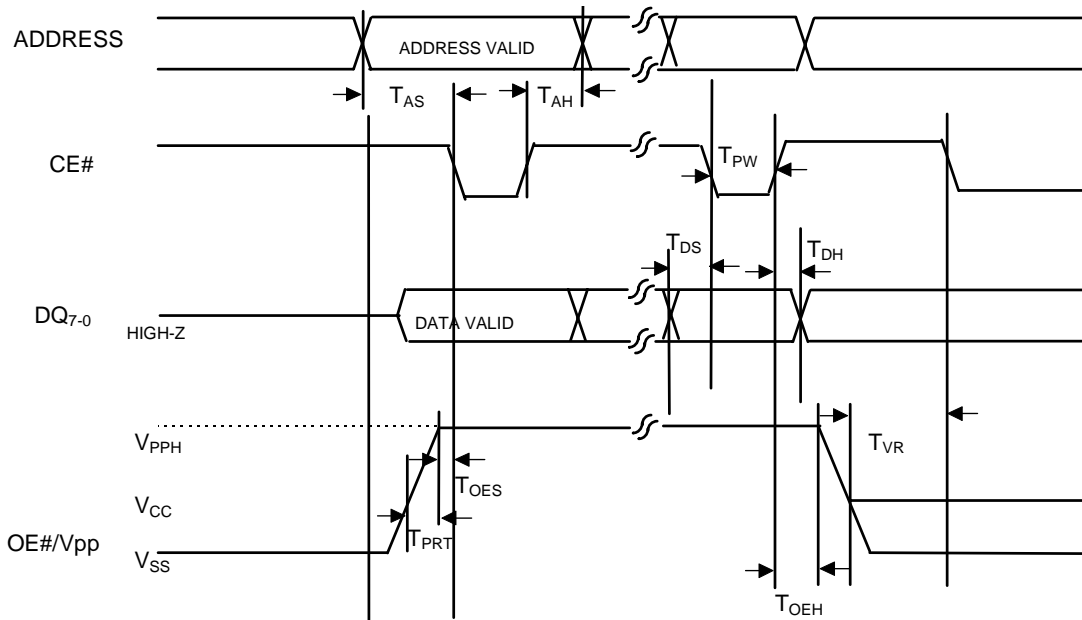 ADDRESS
ADDRESS VALID
TAS
TAH
CE#
TPW
TDS
TDH
DQ7-0
HIGH-Z
DATA VALID
VPPH
TVR
TOES
VCC
OE#/Vpp
TPRT
VSS
TOEH